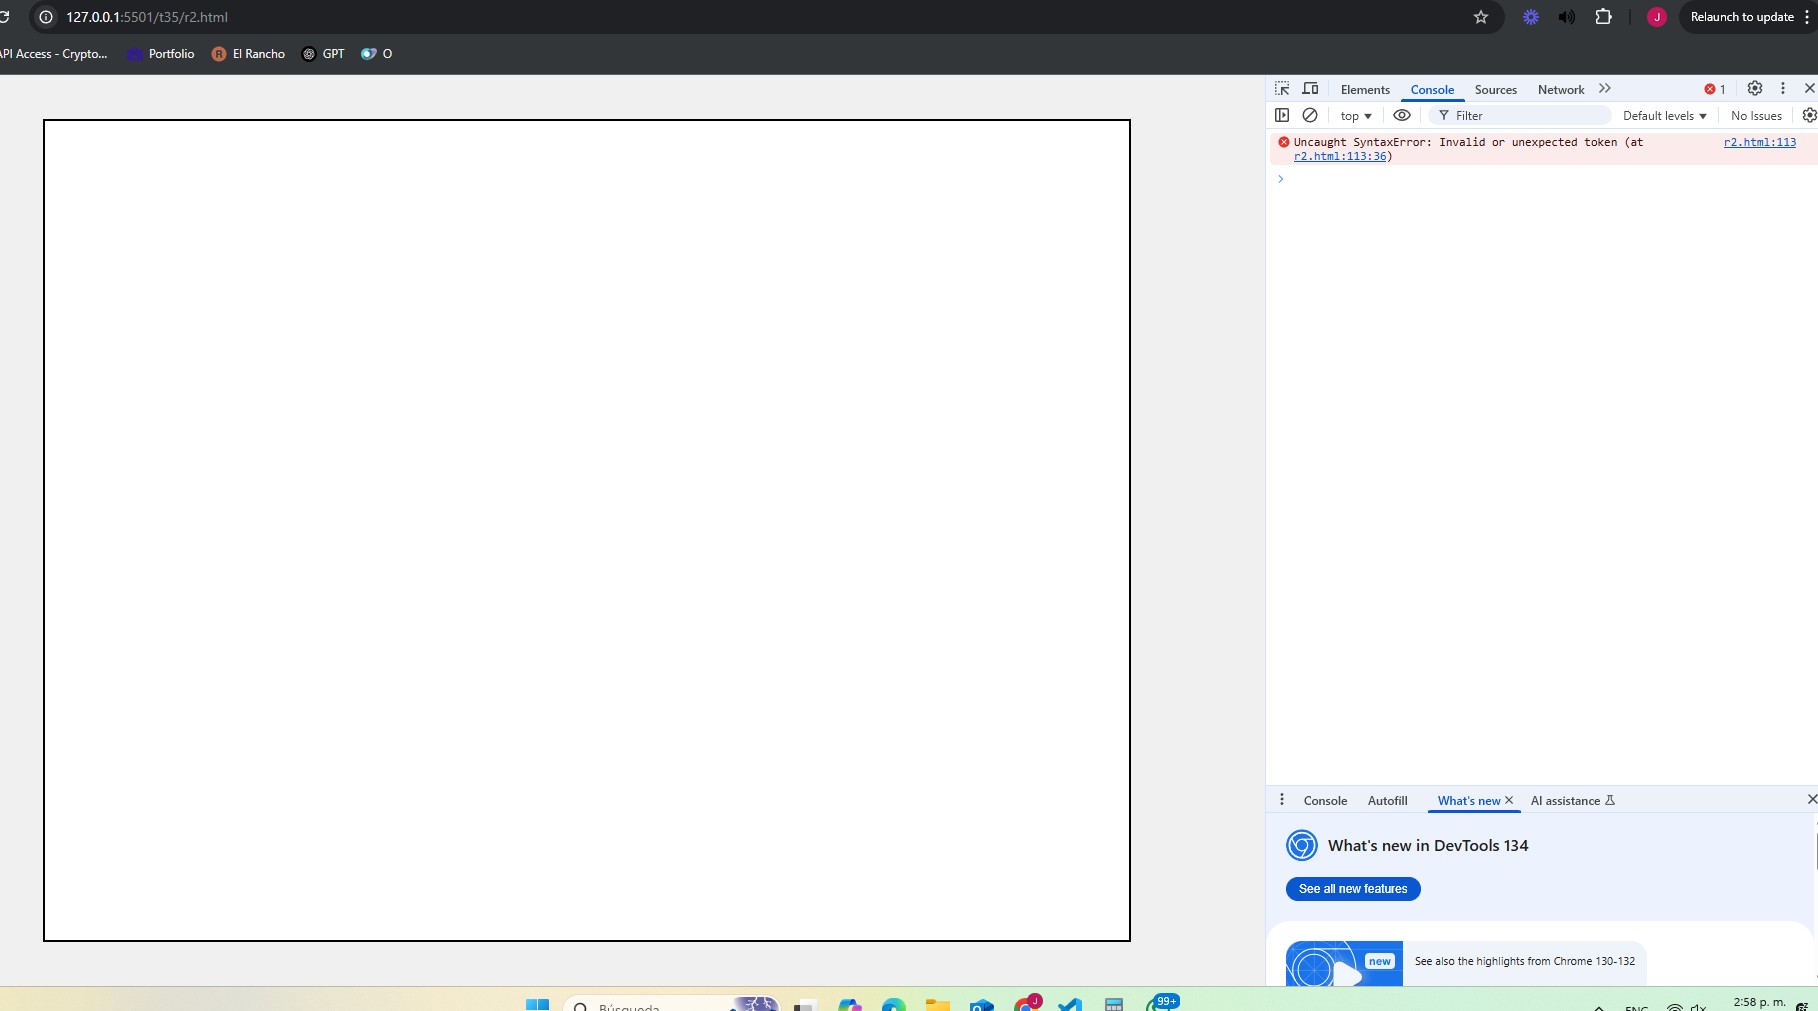 127.0.0.1:5501/t35/r2.html
J
Relaunch to update
API Access - Crypto...
Portfolio
R
El Rancho
GPT
O
Elements
Console
Sources
Network
1
top
Filter
Default levels
No Issues
Uncaught SyntaxError: Invalid or unexpected token (at
r2.html:113
r2.html:113:36)
Console
Autofill
What's new
AI assistance
What's new in DevTools 134
See all new features
new
See also the highlights from Chrome 130-132
Búsqueda
J
99+
ENG
2:58 p. m.